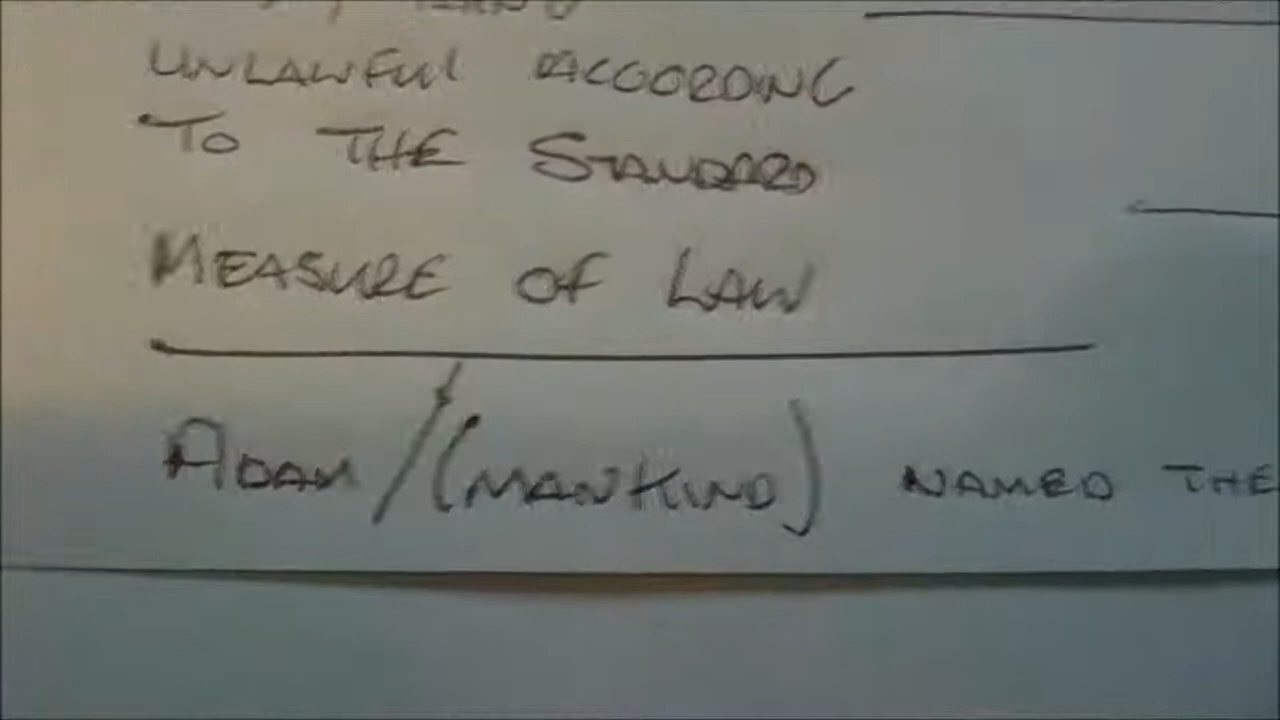 UNLAWFUL ACCORDING
TO THE STANDARD
MEASURE OF LAW
ADAM/(MANKIND) NAMED THE